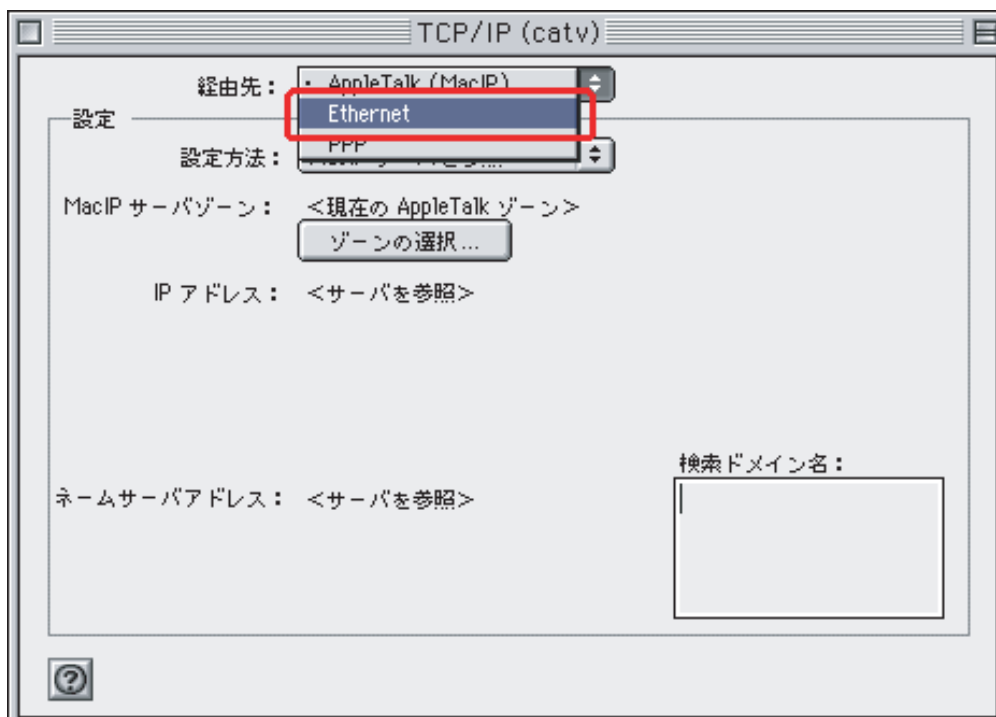 TCP/IP (catv)
経由先： • AppleTalk (MacIP)
Ethernet
設定
PPP
設定方法：
MacIP サーバゾーン： <現在の AppleTalk ゾーン>
ゾーンの選択...
IP アドレス： <サーバを参照>
検索ドメイン名：
ネームサーバアドレス： <サーバを参照>